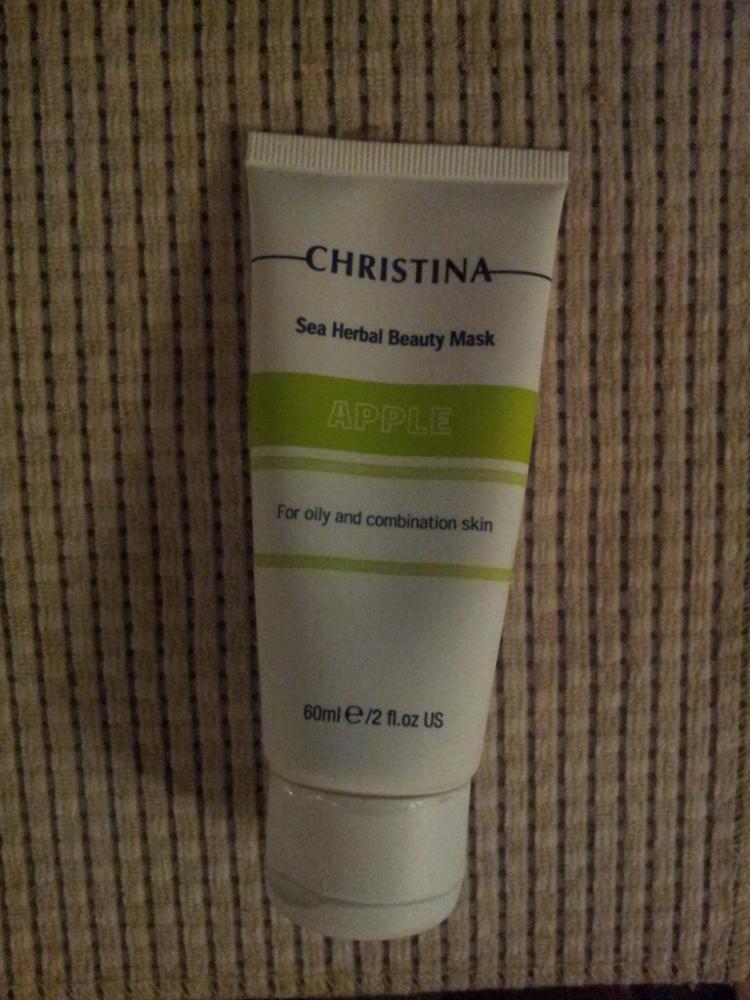 CHRISTINA
Sea Herbal Beauty Mask
APPLE
For oily and combination skin
60ml ℮/2 fl.oz US